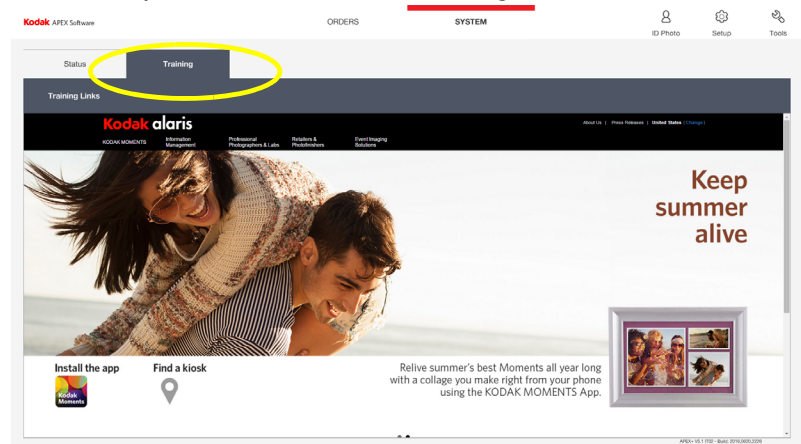 Kodak APEX Software
ORDERS
SYSTEM
ID Photo
Setup
Tools
Status
Training
Training Links
Kodak alaris
About Us | Press Releases | United States (Change)
KODAK MOMENTS
Information Management
Professional Photographers & Labs
Retailers & Photofinishers
Event Imaging Solutions
Keep
summer
alive
Install the app
Find a kiosk
Kodak
Moments
Relive summer's best Moments all year long
with a collage you make right from your phone
using the KODAK MOMENTS App.